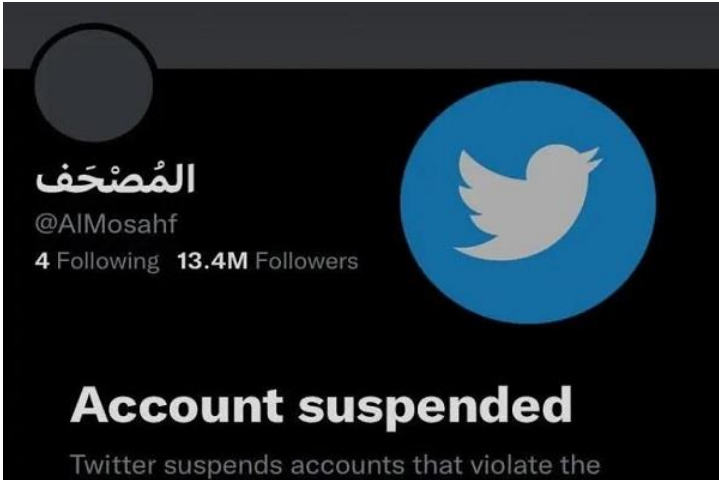 المُصْحَف
@AlMosahf
4 Following 13.4M Followers
Account suspended
Twitter suspends accounts that violate the